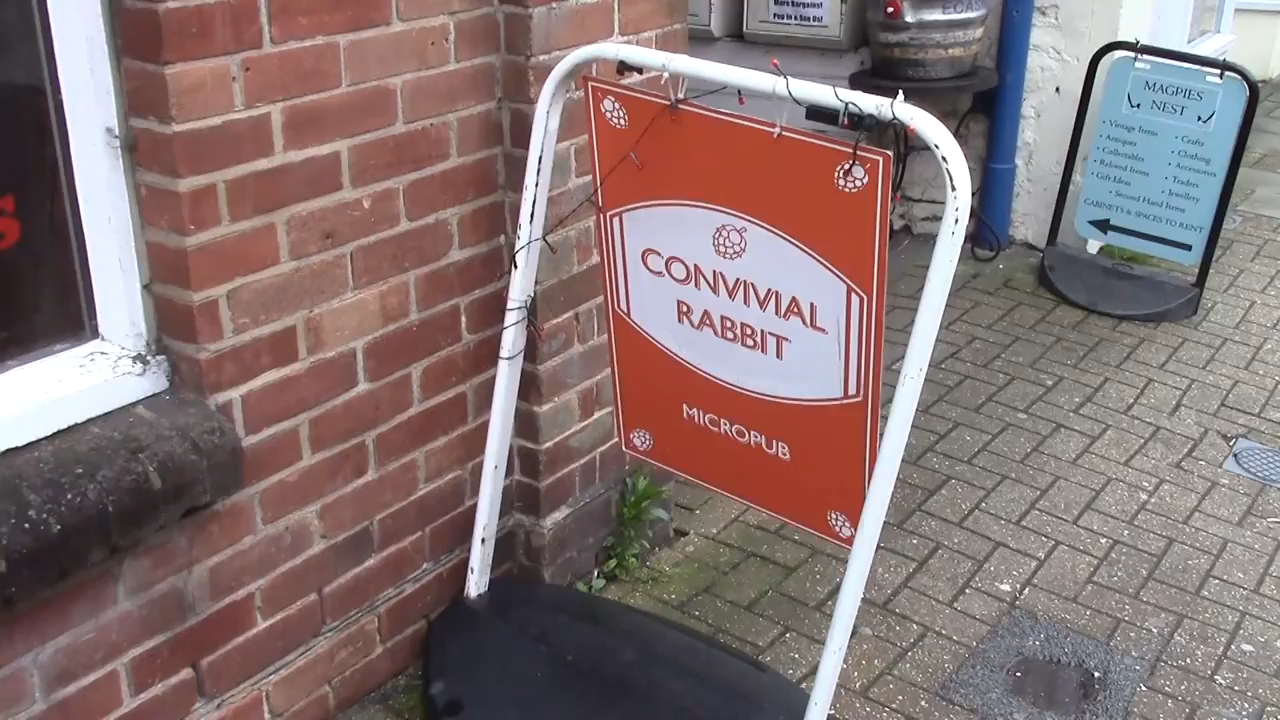 More Bargains!
Pop in & See Us!
CONVIVIAL
RABBIT
MICROPUB
MAGPIES
NEST
• Vintage Items
• Antiques
• Collectables
• Reloved Items
• Gift Ideas
• Crafts
• Clothing
• Accessories
• Traders
• Jewellery
• Second Hand Items
CABINETS & SPACES TO RENT